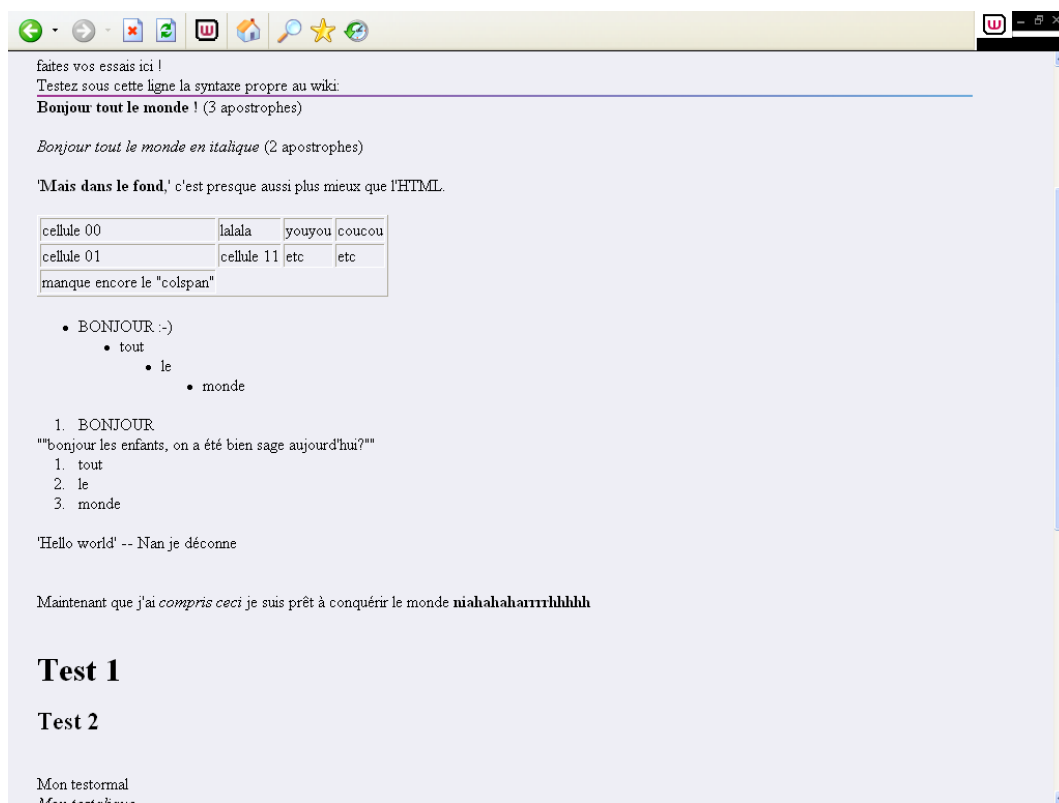 faites vos essais ici !
Testez sous cette ligne la syntaxe propre au wiki:
Bonjour tout le monde ! (3 apostrophes)
Bonjour tout le monde en italique (2 apostrophes)
'Mais dans le fond,' c'est presque aussi plus mieux que l'HTML.
cellule 00 lalala youyou coucou
cellule 01 cellule 11 etc etc
manque encore le "colspan"
• BONJOUR :-)
• tout
• le
• monde
1. BONJOUR
""bonjour les enfants, on a été bien sage aujourd'hui?""
1. tout
2. le
3. monde
'Hello world' -- Nan je déconne
Maintenant que j'ai compris ceci je suis prêt à conquérir le monde niahahaharrrrhhhhh
Test 1
Test 2
Mon testormal